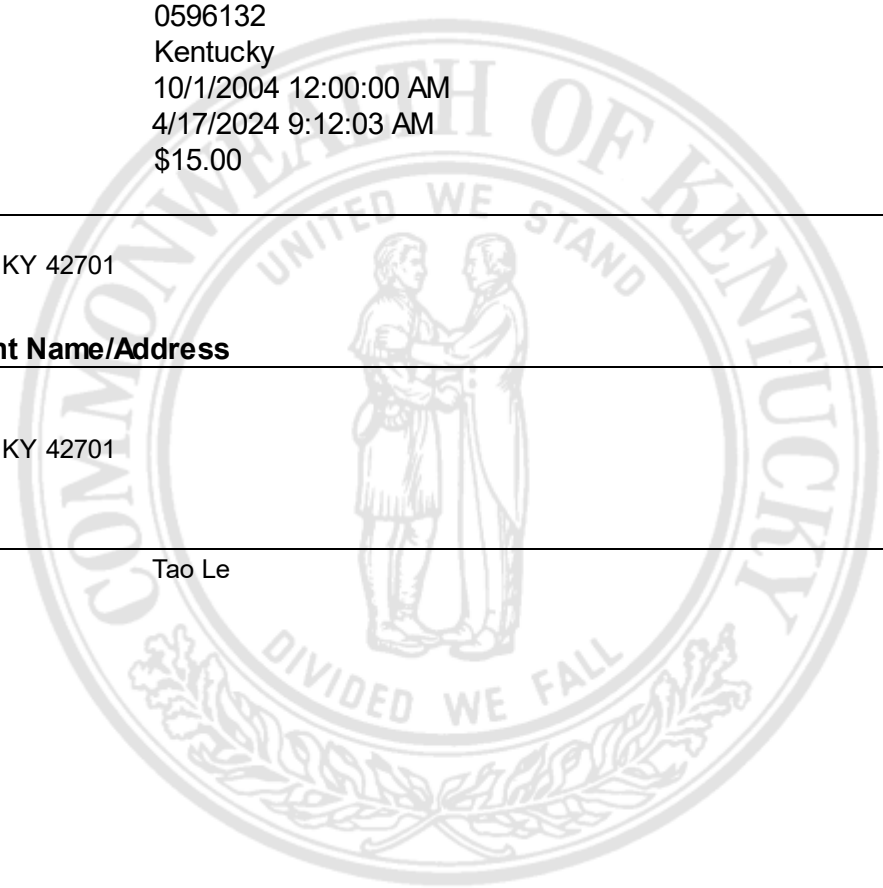 0596132
Kentucky
10/1/2004 12:00:00 AM
4/17/2024 9:12:03 AM
$15.00
KY 42701
nt Name/Address
KY 42701
Tao Le
COMMONWEALTH OF KENTUCKY
UNITED WE STAND
DIVIDED WE FALL